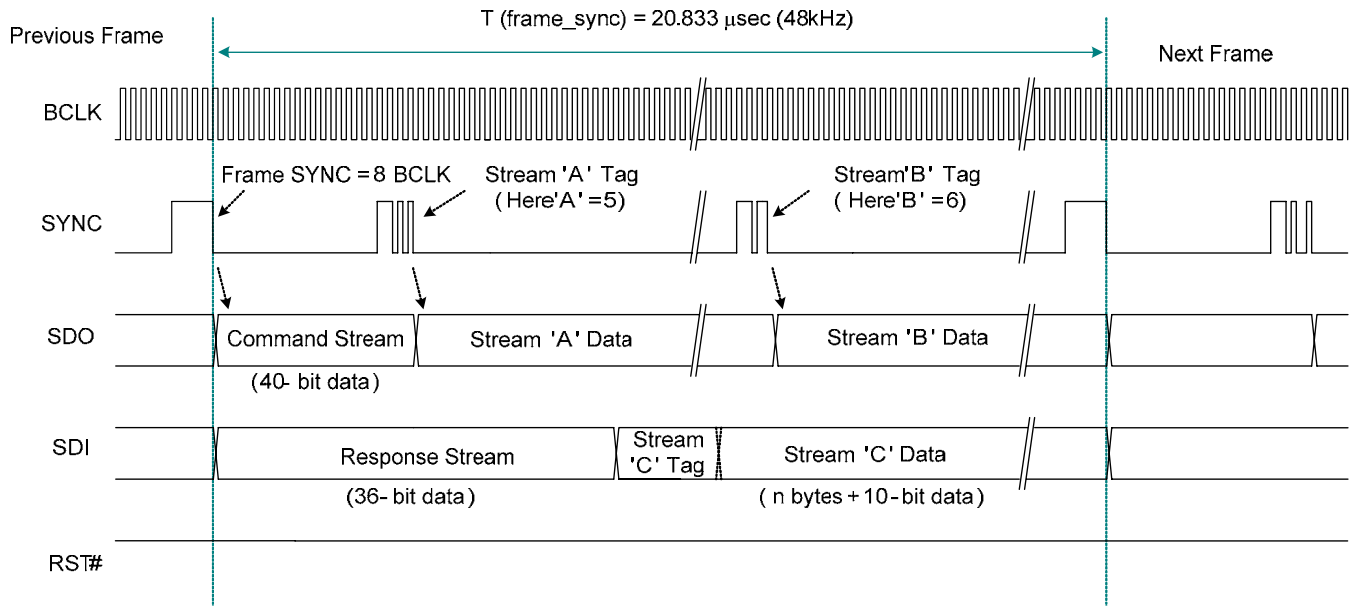 T (frame_sync) = 20.833 μsec (48kHz)
Previous Frame
Next Frame
BCLK
Frame SYNC = 8 BCLK
Stream 'A' Tag
(Here'A' = 5)
Stream'B' Tag
(Here'B' = 6)
SYNC
SDO
Command Stream
Stream 'A' Data
Stream 'B' Data
(40- bit data)
SDI
Response Stream
Stream
'C' Tag
Stream 'C' Data
(36- bit data)
( n bytes + 10-bit data)
RST#